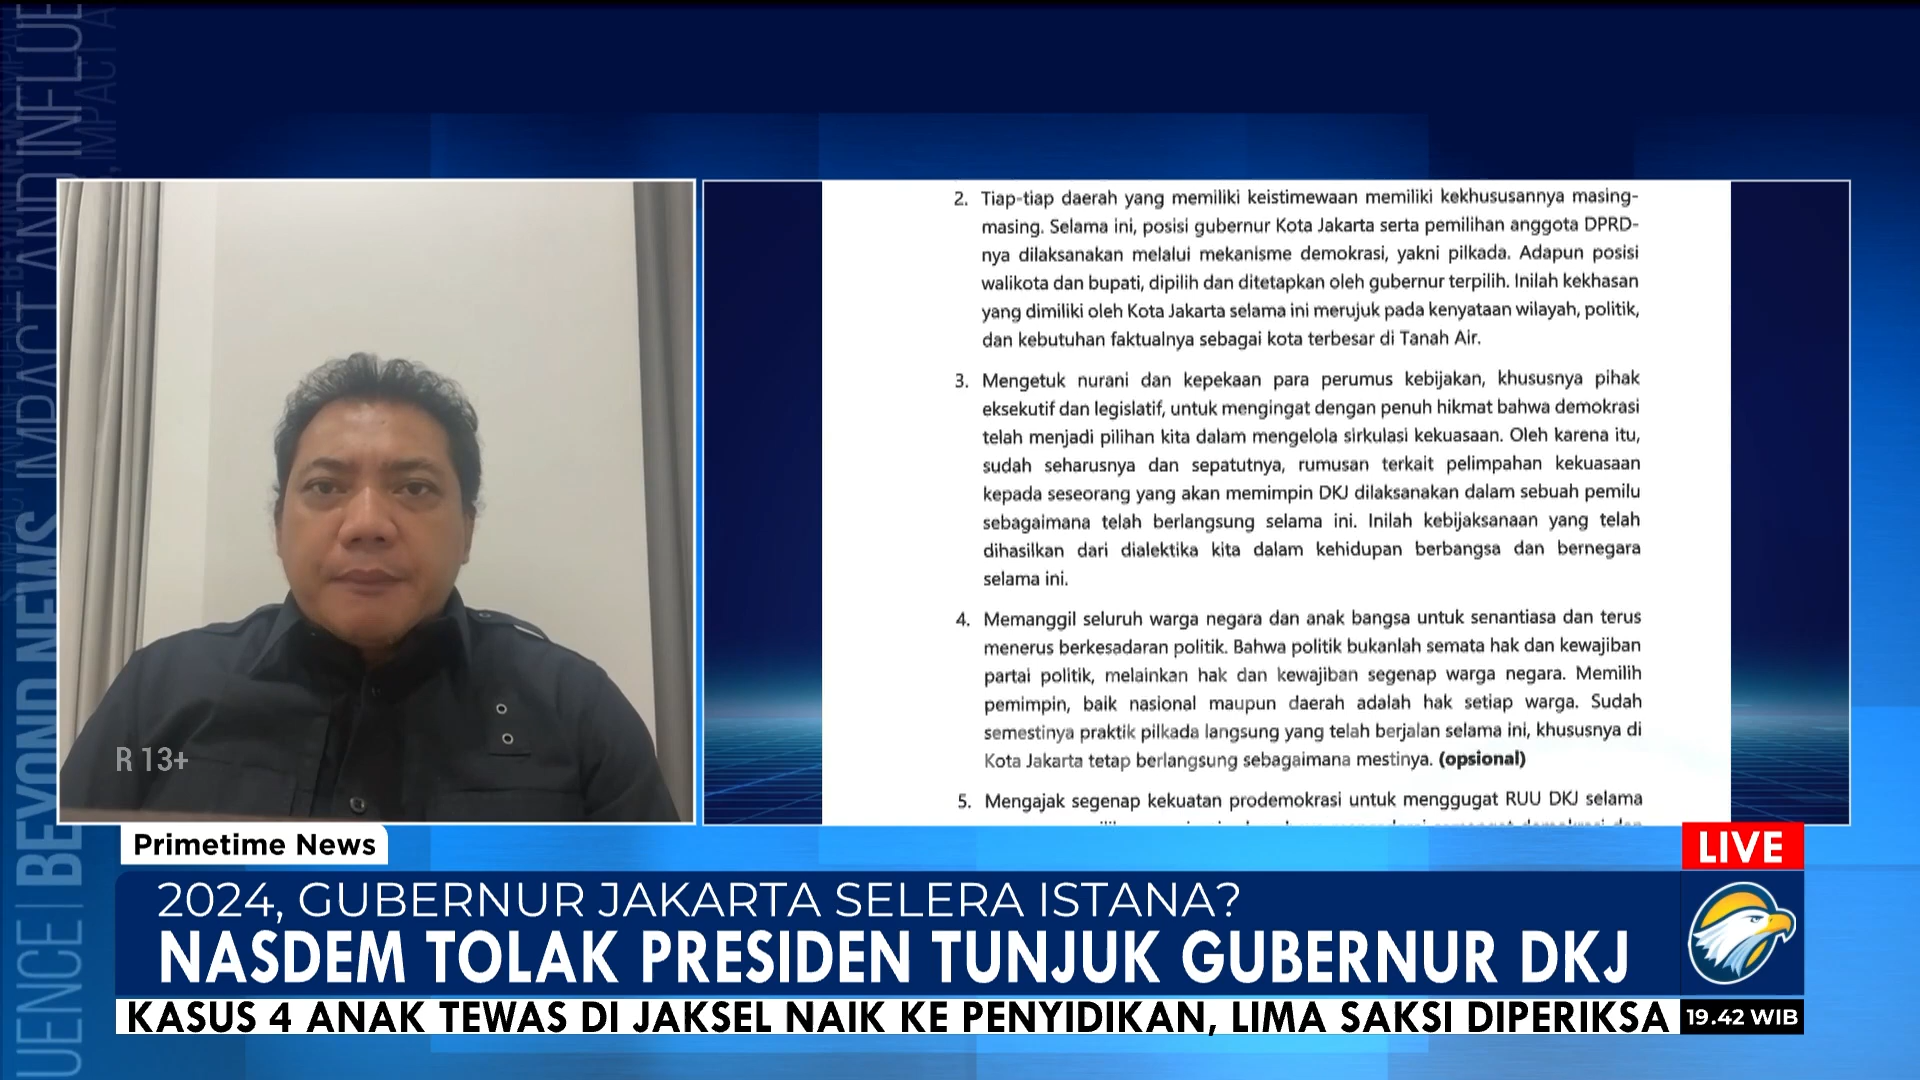 2. Tiap-tiap daerah yang memiliki keistimewaan memiliki kekhususannya masing-
masing. Selama ini, posisi gubernur Kota Jakarta serta pemilihan anggota DPRD-
nya dilaksanakan melalui mekanisme demokrasi, yakni pilkada. Adapun posisi
walikota dan bupati, dipilih dan ditetapkan oleh gubernur terpilih. Inilah kekhasan
yang dimiliki oleh Kota Jakarta selama ini merujuk pada kenyataan wilayah, politik,
dan kebutuhan faktualnya sebagai kota terbesar di Tanah Air.
3. Mengetuk nurani dan kepekaan para perumus kebijakan, khususnya pihak
eksekutif dan legislatif, untuk mengingat dengan penuh hikmat bahwa demokrasi
telah menjadi pilihan kita dalam mengelola sirkulasi kekuasaan. Oleh karena itu,
sudah seharusnya dan sepatutnya, rumusan terkait pelimpahan kekuasaan
kepada seseorang yang akan memimpin DKJ dilaksanakan dalam sebuah pemilu
sebagaimana telah berlangsung selama ini. Inilah kebijaksanaan yang telah
dihasilkan dari dialektika kita dalam kehidupan berbangsa dan bernegara
selama ini.
4. Memanggil seluruh warga negara dan anak bangsa untuk senantiasa dan terus
menerus berkesadaran politik. Bahwa politik bukanlah semata hak dan kewajiban
partai politik, melainkan hak dan kewajiban segenap warga negara. Memilih
pemimpin, baik nasional maupun daerah adalah hak setiap warga. Sudah
semestinya praktik pilkada langsung yang telah berjalan selama ini, khususnya di
Kota Jakarta tetap berlangsung sebagaimana mestinya. (opsional)
5. Mengajak segenap kekuatan prodemokrasi untuk menggugat RUU DKJ selama
R 13+
Primetime News
LIVE
2024, GUBERNUR JAKARTA SELERA ISTANA?
NASDEM TOLAK PRESIDEN TUNJUK GUBERNUR DKJ
KASUS 4 ANAK TEWAS DI JAKSEL NAIK KE PENYIDIKAN, LIMA SAKSI DIPERIKSA
19.42 WIB
UENCE | BEYOND NEWS, IMPACT AND INFLUE